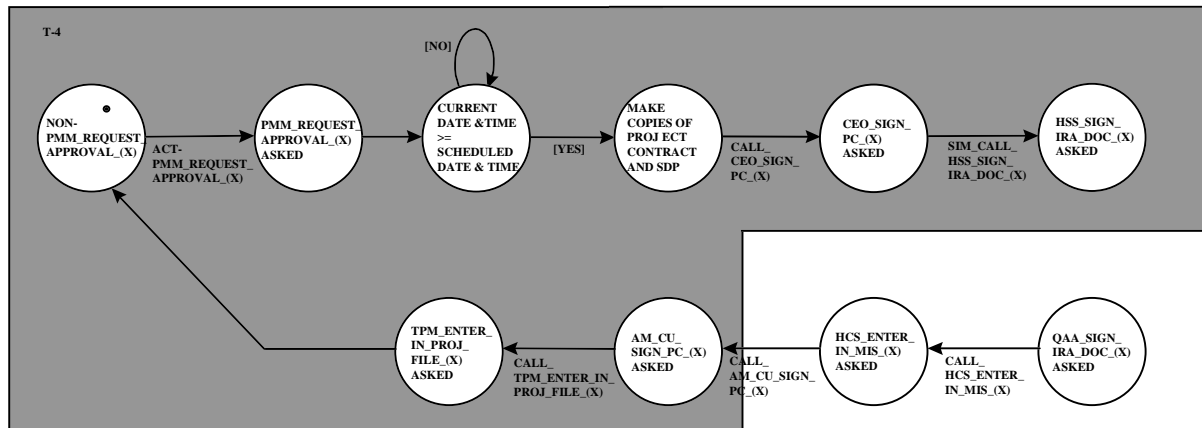 T-4
[NO]
NON-
PMM_REQUEST_
APPROVAL_(X)
ACT-
PMM_REQUEST_
APPROVAL_(X)
PMM_REQUEST_
APPROVAL_(X)
ASKED
CURRENT
DATE &TIME
>=
SCHEDULED
DATE & TIME
[YES]
MAKE
COPIES OF
PROJECT
CONTRACT
AND SDP
CALL_
CEO_SIGN_
PC_(X)
CEO_SIGN_
PC_(X)
ASKED
SIM_CALL_
HSS_SIGN_
IRA_DOC_(X)
HSS_SIGN_
IRA_DOC_(X)
ASKED
TPM_ENTER_
IN_PROJ_
FILE_(X)
ASKED
CALL_
TPM_ENTER_IN_
PROJ_FILE_(X)
AM_CU_
SIGN_PC_(X)
ASKED
CALL_
AM_CU_SIGN_
PC_(X)
HCS_ENTER_
IN_MIS_(X)
ASKED
CALL_
HCS_ENTER_
IN_MIS_(X)
QAA_SIGN_
IRA_DOC_(X)
ASKED